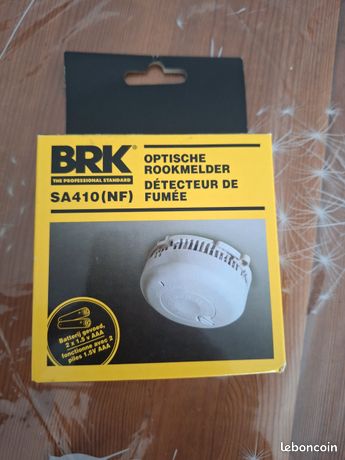 BRK®
THE PROFESSIONAL STANDARD
SA410(NF)
OPTISCHE
ROOKMELDER
DÉTECTEUR DE
FUMÉE
Batterij gevoed,
2 x 1.5 v AAA
fonctionne avec 2
piles 1.5V AAA
leboncoin